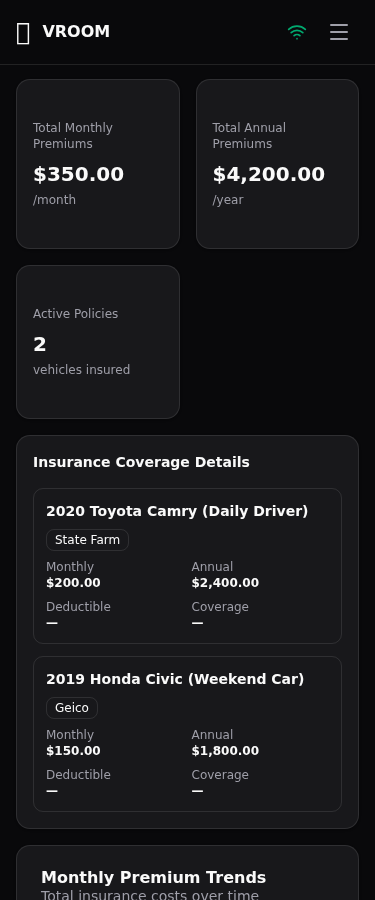 VROOM
Total Monthly
Premiums
$350.00
/month
Total Annual
Premiums
$4,200.00
/year
Active Policies
2
vehicles insured
Insurance Coverage Details
2020 Toyota Camry (Daily Driver)
State Farm
Monthly
Annual
$200.00
$2,400.00
Deductible
Coverage
—
—
2019 Honda Civic (Weekend Car)
Geico
Monthly
Annual
$150.00
$1,800.00
Deductible
Coverage
—
—
Monthly Premium Trends
Total insurance costs over time